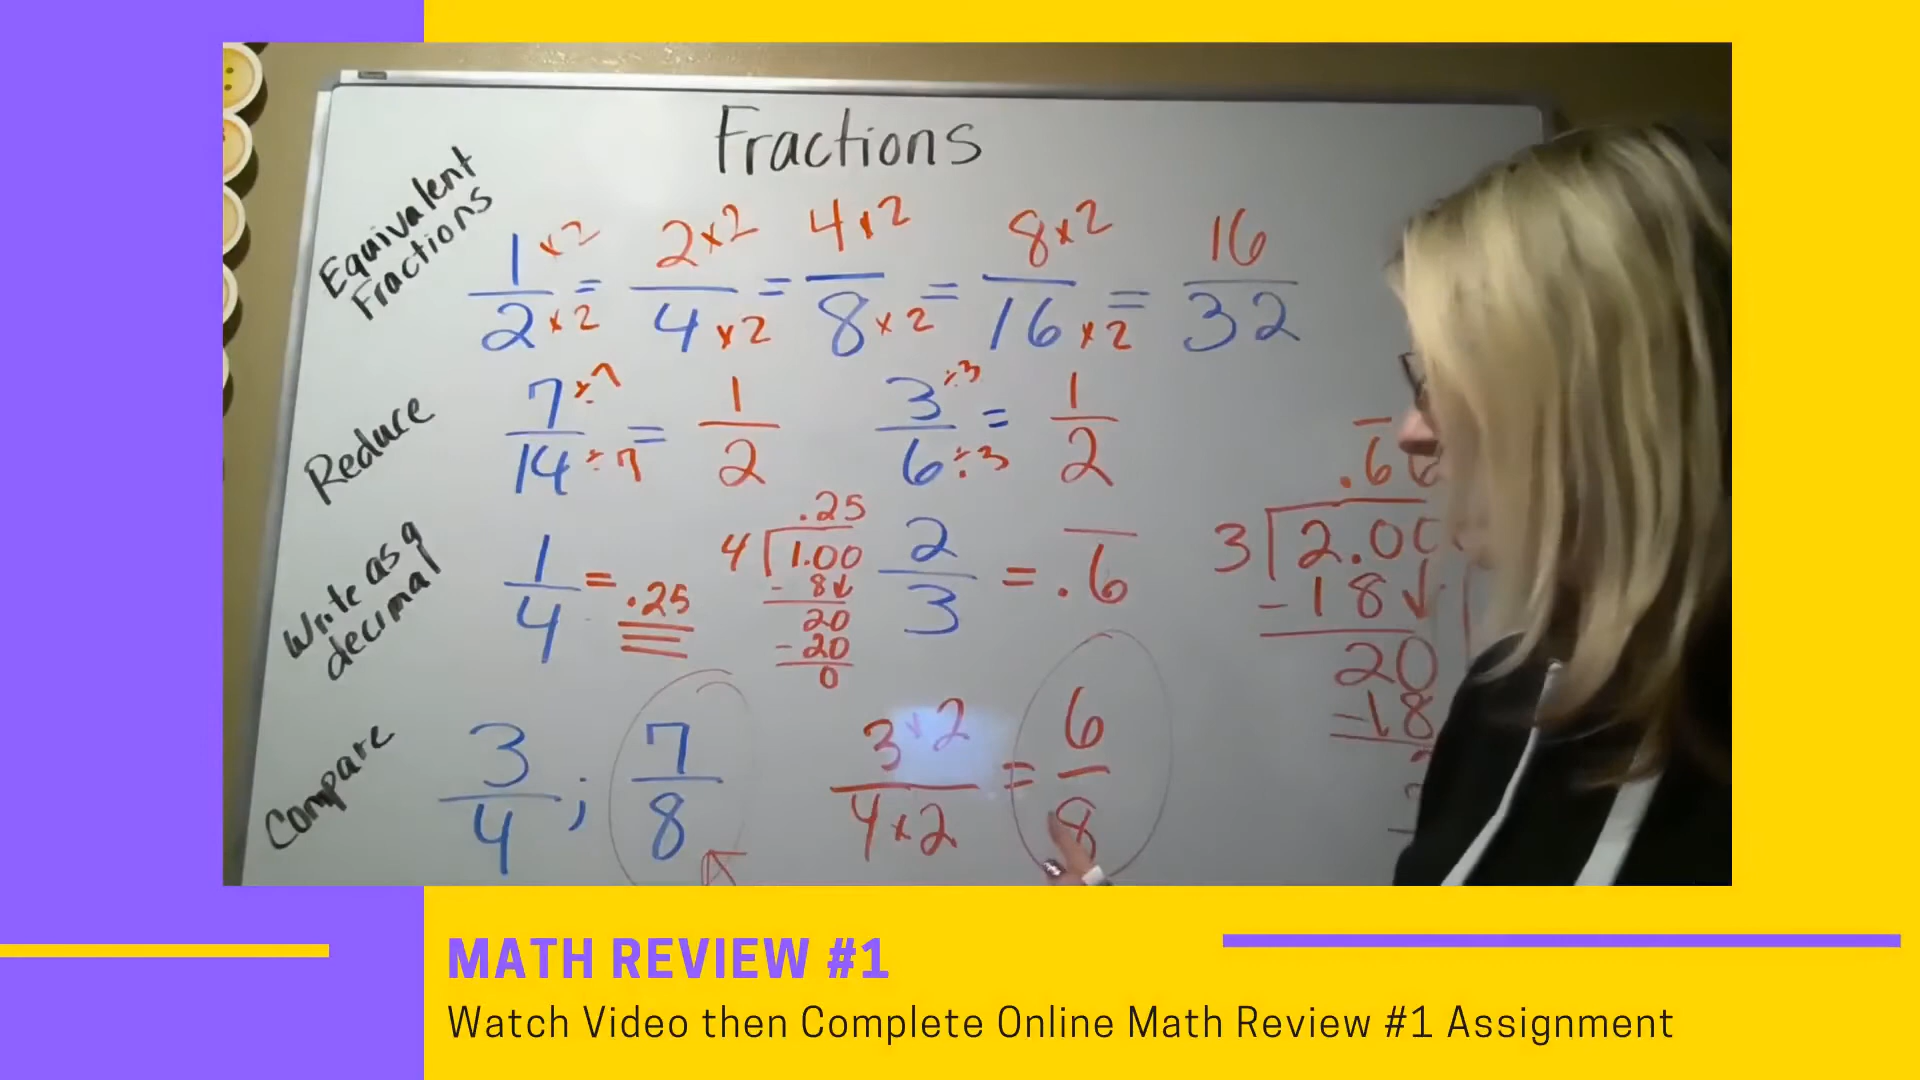 Fractions
Equivalent
Fractions
1 ×2 / 2 ×2 = 2 ×2 / 4 ×2 = 4 ×2 / 8 ×2 = 8 ×2 / 16 ×2 = 16 / 32
Reduce
7 ÷7 / 14 ÷7 = 1 / 2
3 ÷3 / 6 ÷3 = 1 / 2
Write as a
decimal
1 / 4 = .25
.25
4 1.00
- 8↓
20
- 20
0
2 / 3 = .6̅
.6
3 2.00
- 18↓
20
-18
Compare
3 / 4 ; 7 / 8
3×2 / 4×2 = 6 / 8
MATH REVIEW #1
Watch Video then Complete Online Math Review #1 Assignment